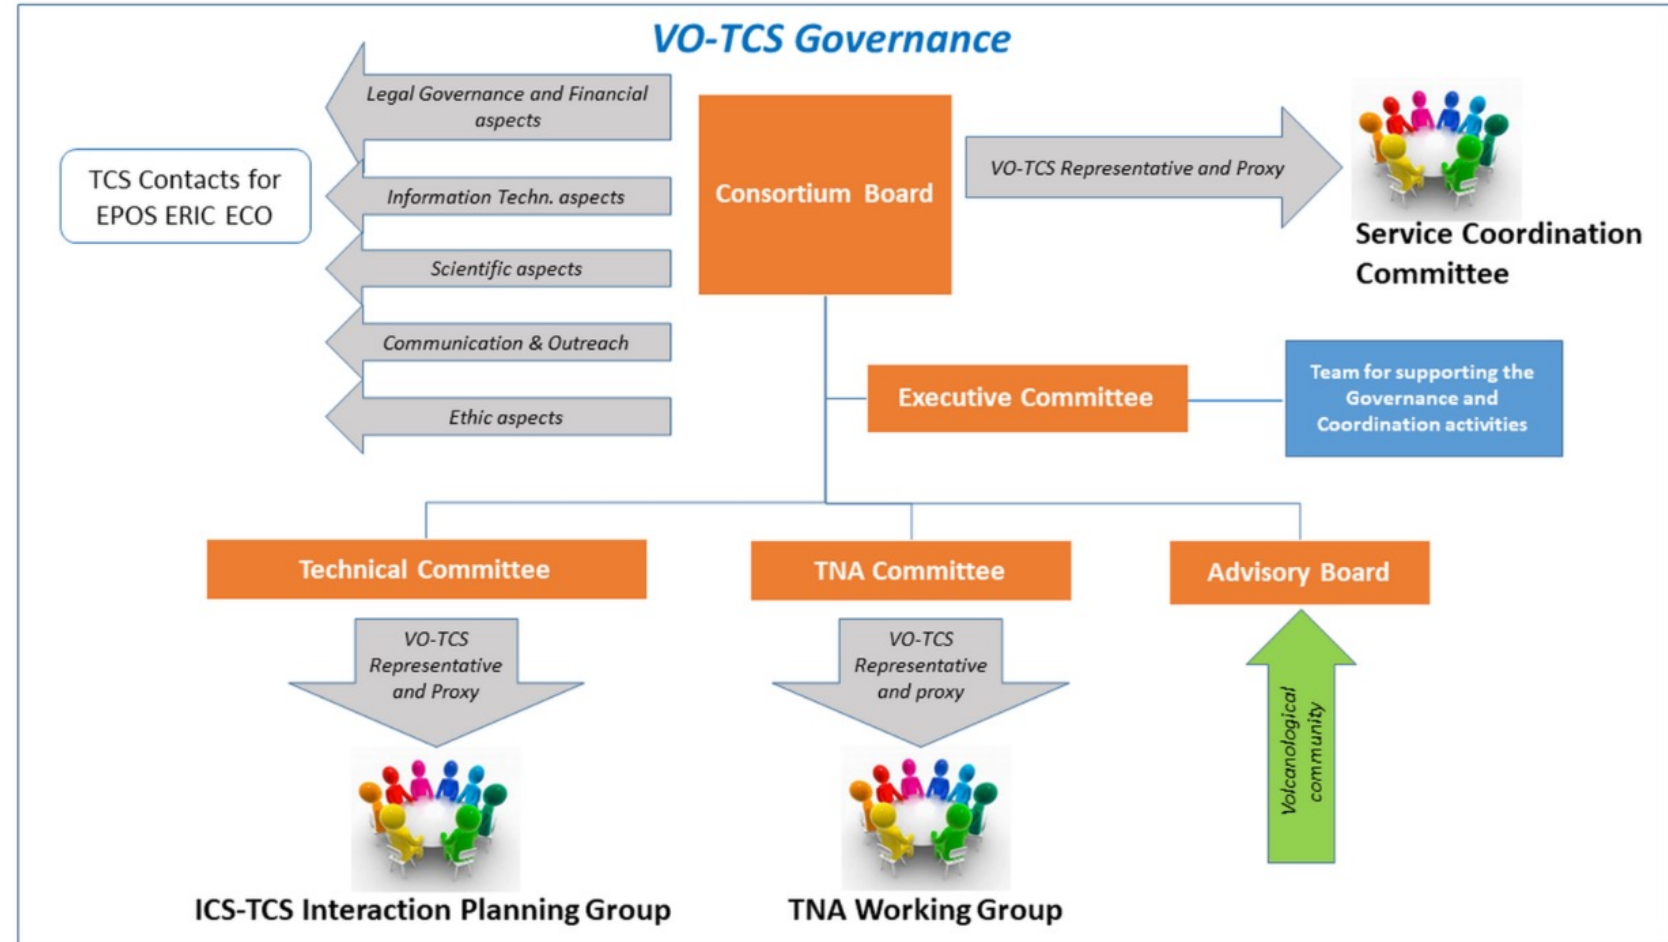 VO-TCS Governance
Legal Governance and Financial
aspects
TCS Contacts for
EPOS ERIC ECO
Information Techn. aspects
Scientific aspects
Communication & Outreach
Ethic aspects
Consortium Board
VO-TCS Representative and Proxy
Service Coordination
Committee
Executive Committee
Team for supporting the
Governance and
Coordination activities
Technical Committee
TNA Committee
Advisory Board
VO-TCS
Representative
and Proxy
VO-TCS
Representative
and proxy
Volcanological
community
ICS-TCS Interaction Planning Group
TNA Working Group